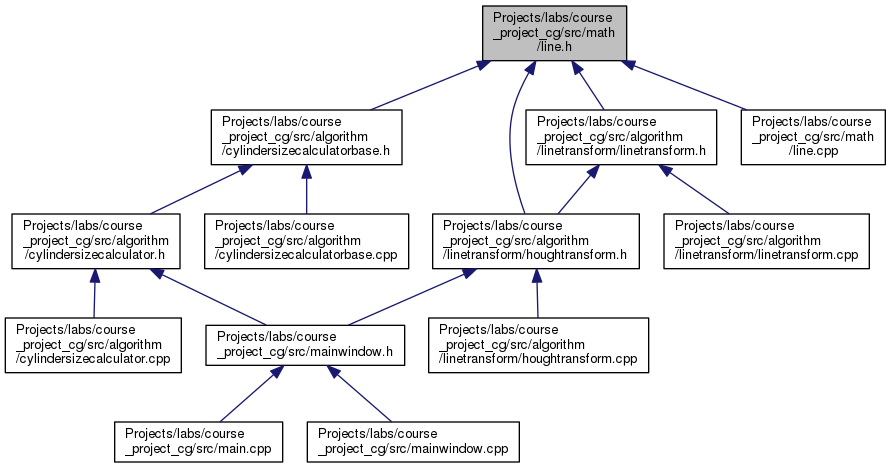 Projects/labs/course
_project_cg/src/math
/line.h
Projects/labs/course
_project_cg/src/algorithm
/cylindersizecalculatorbase.h
Projects/labs/course
_project_cg/src/algorithm
/linetransform/linetransform.h
Projects/labs/course
_project_cg/src/math
/line.cpp
Projects/labs/course
_project_cg/src/algorithm
/cylindersizecalculator.h
Projects/labs/course
_project_cg/src/algorithm
/cylindersizecalculatorbase.cpp
Projects/labs/course
_project_cg/src/algorithm
/linetransform/houghtransform.h
Projects/labs/course
_project_cg/src/algorithm
/linetransform/linetransform.cpp
Projects/labs/course
_project_cg/src/algorithm
/cylindersizecalculator.cpp
Projects/labs/course
_project_cg/src/mainwindow.h
Projects/labs/course
_project_cg/src/algorithm
/linetransform/houghtransform.cpp
Projects/labs/course
_project_cg/src/main.cpp
Projects/labs/course
_project_cg/src/mainwindow.cpp